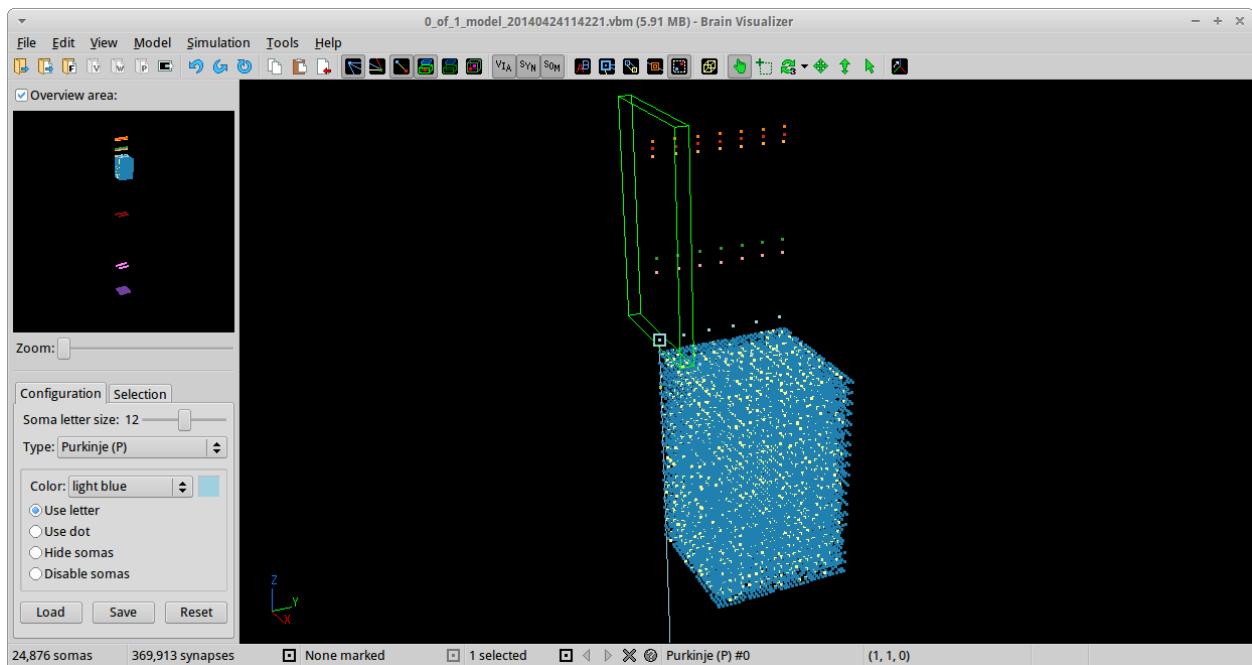 0_of_1_model_20140424114221.vbm (5.91 MB) - Brain Visualizer
File Edit View Model Simulation Tools Help
VIA SYN SOM
Overview area:
Zoom:
Configuration Selection
Soma letter size: 12
Type: Purkinje (P)
Color: light blue
Use letter
Use dot
Hide somas
Disable somas
Load Save Reset
Z
Y
X
24,876 somas 369,913 synapses None marked 1 selected Purkinje (P) #0 (1, 1, 0)